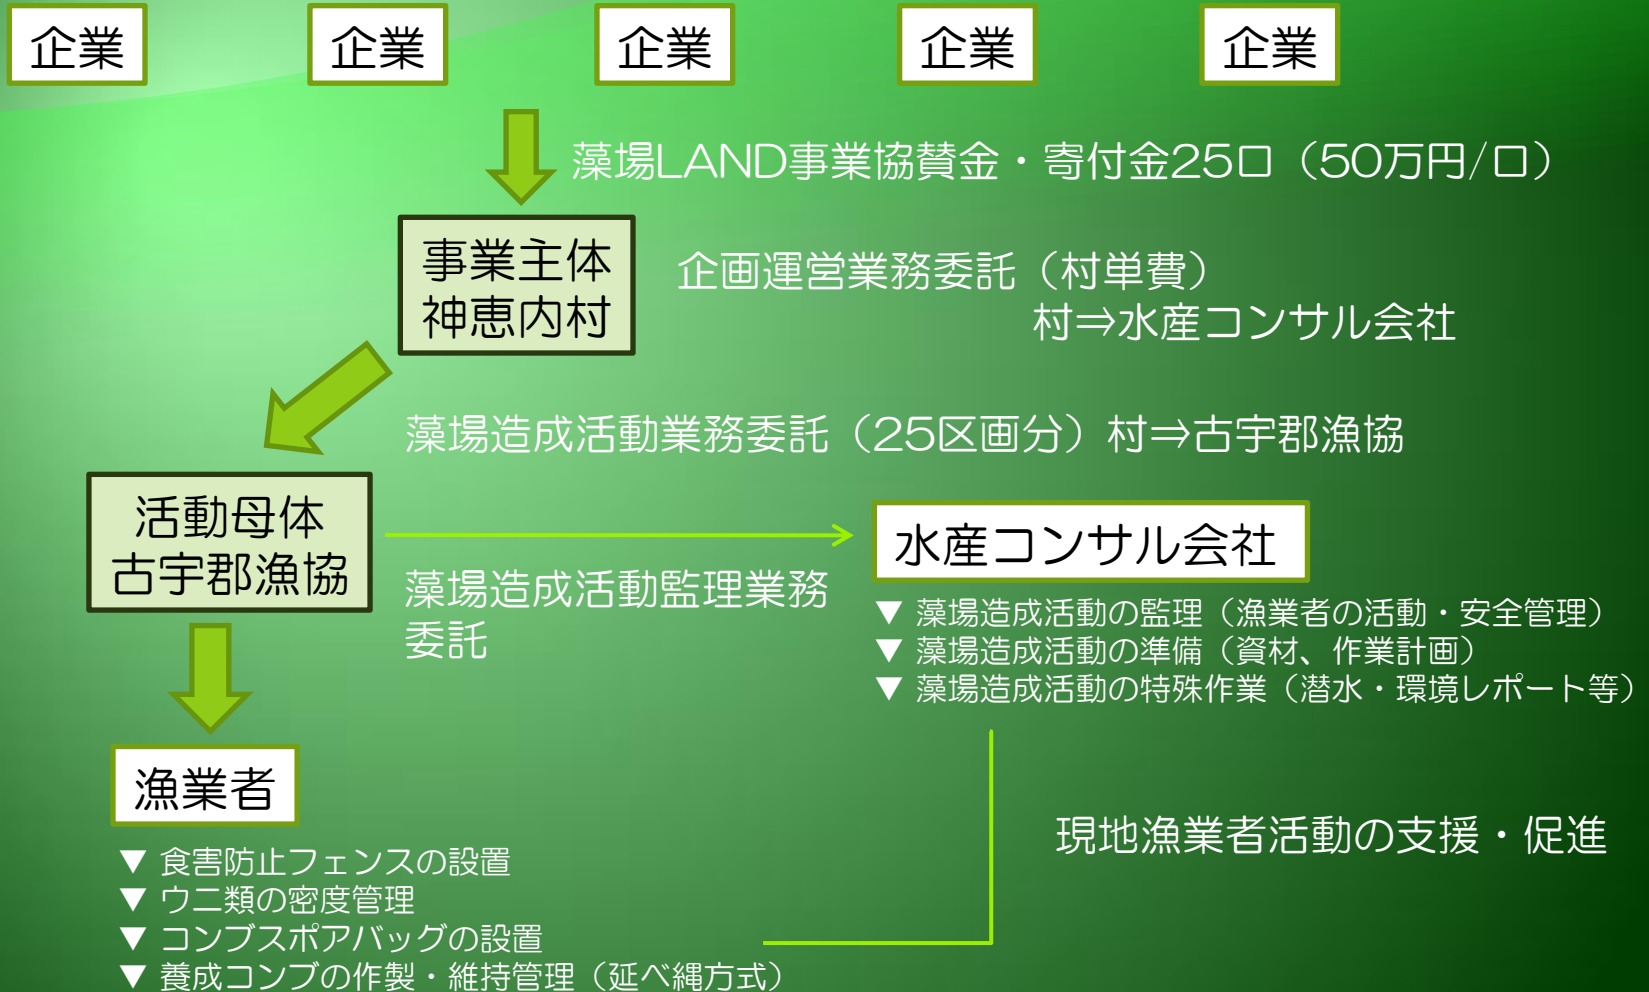 企業 企業 企業 企業 企業
藻場LAND事業協賛金・寄付金25口（50万円/口）
事業主体
神恵内村
企画運営業務委託（村単費）
村⇒水産コンサル会社
藻場造成活動業務委託（25区画分）村⇒古宇郡漁協
活動母体
古宇郡漁協
藻場造成活動監理業務
委託
水産コンサル会社
▼ 藻場造成活動の監理（漁業者の活動・安全管理）
▼ 藻場造成活動の準備（資材、作業計画）
▼ 藻場造成活動の特殊作業（潜水・環境レポート等）
漁業者
▼ 食害防止フェンスの設置
▼ ウニ類の密度管理
▼ コンブスポアバッグの設置
▼ 養成コンブの作製・維持管理（延べ縄方式）
現地漁業者活動の支援・促進